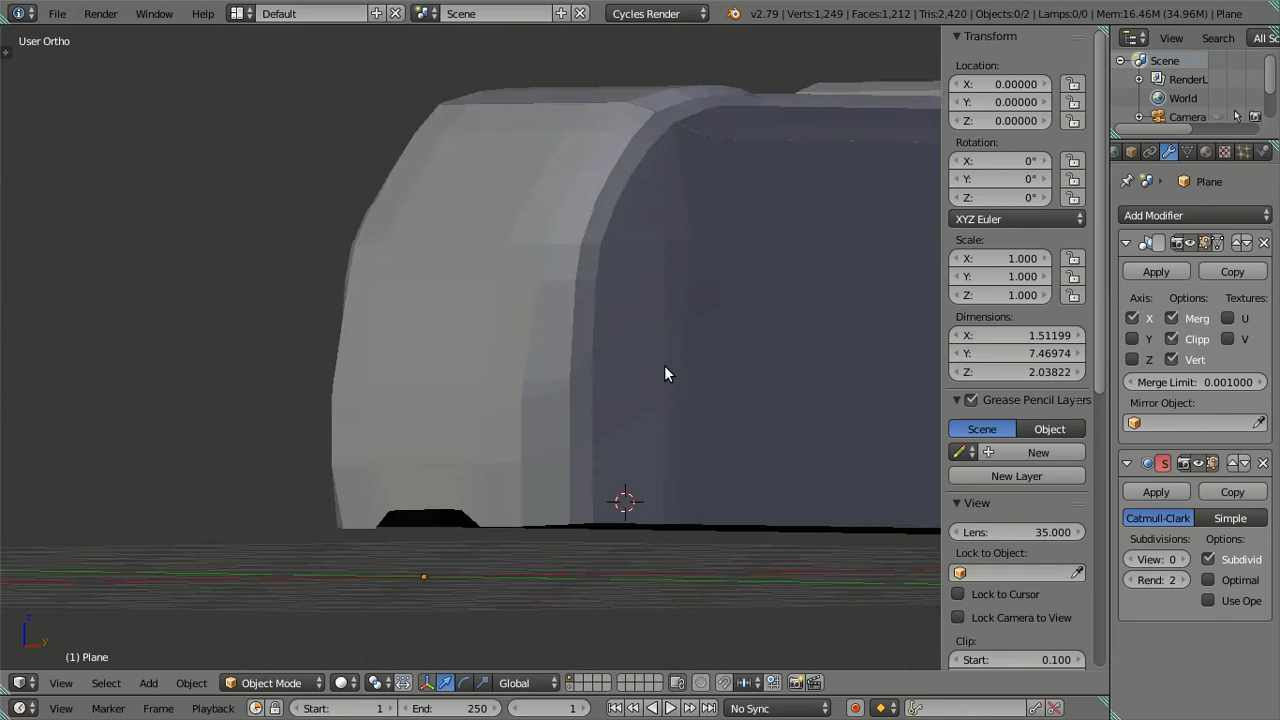 File Render Window Help Default Scene Cycles Render v2.79 | Verts:1,249 | Faces:1,212 | Tris:2,420 | Objects:0/2 | Lamps:0/0 | Mem:16.46M (34.96M) | Plane
User Ortho
Transform
Location:
X: 0.00000
Y: 0.00000
Z: 0.00000
Rotation:
X: 0°
Y: 0°
Z: 0°
XYZ Euler
Scale:
X: 1.000
Y: 1.000
Z: 1.000
Dimensions:
X: 1.51199
Y: 7.46974
Z: 2.03822
Grease Pencil Layers
Scene Object
New
New Layer
View
Lens: 35.000
Lock to Object:
Lock to Cursor
Lock Camera to View
Clip:
Start: 0.100
View Search All Sc
Scene
RenderL
World
Camera
Plane
Add Modifier
Apply Copy
Axis: Options: Textures:
X Merg U
Y Clipp V
Z Vert
Merge Limit: 0.001000
Mirror Object:
S
Apply Copy
Catmull-Clark Simple
Subdivisions: Options:
View: 0 Subdivid
Rend: 2 Optimal
Use Ope
z
y
(1) Plane
View Select Add Object Object Mode Global
View Marker Frame Playback Start: 1 End: 250 1 No Sync